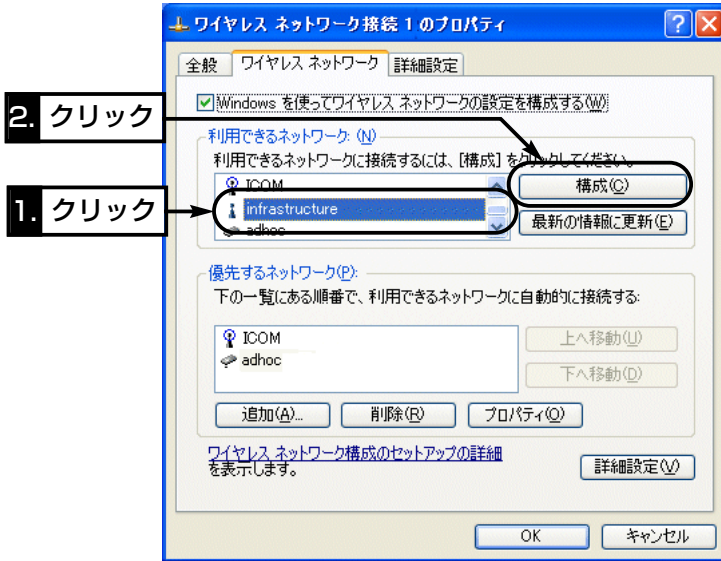 ワイヤレス ネットワーク接続 1 のプロパティ
全般 ワイヤレス ネットワーク 詳細設定
Windows を使ってワイヤレス ネットワークの設定を構成する(W)
2. クリック
利用できるネットワーク: (N)
利用できるネットワークに接続するには、[構成] をクリックしてください。
ICOM
構成(C)
1. クリック
infrastructure
adhoc
最新の情報に更新(E)
優先するネットワーク(P):
下の一覧にある順番で、利用できるネットワークに自動的に接続する:
ICOM
上へ移動(U)
adhoc
下へ移動(D)
追加(A)... 削除(R) プロパティ(O)
ワイヤレス ネットワーク構成のセットアップの詳細
を表示します。
詳細設定(V)
OK キャンセル